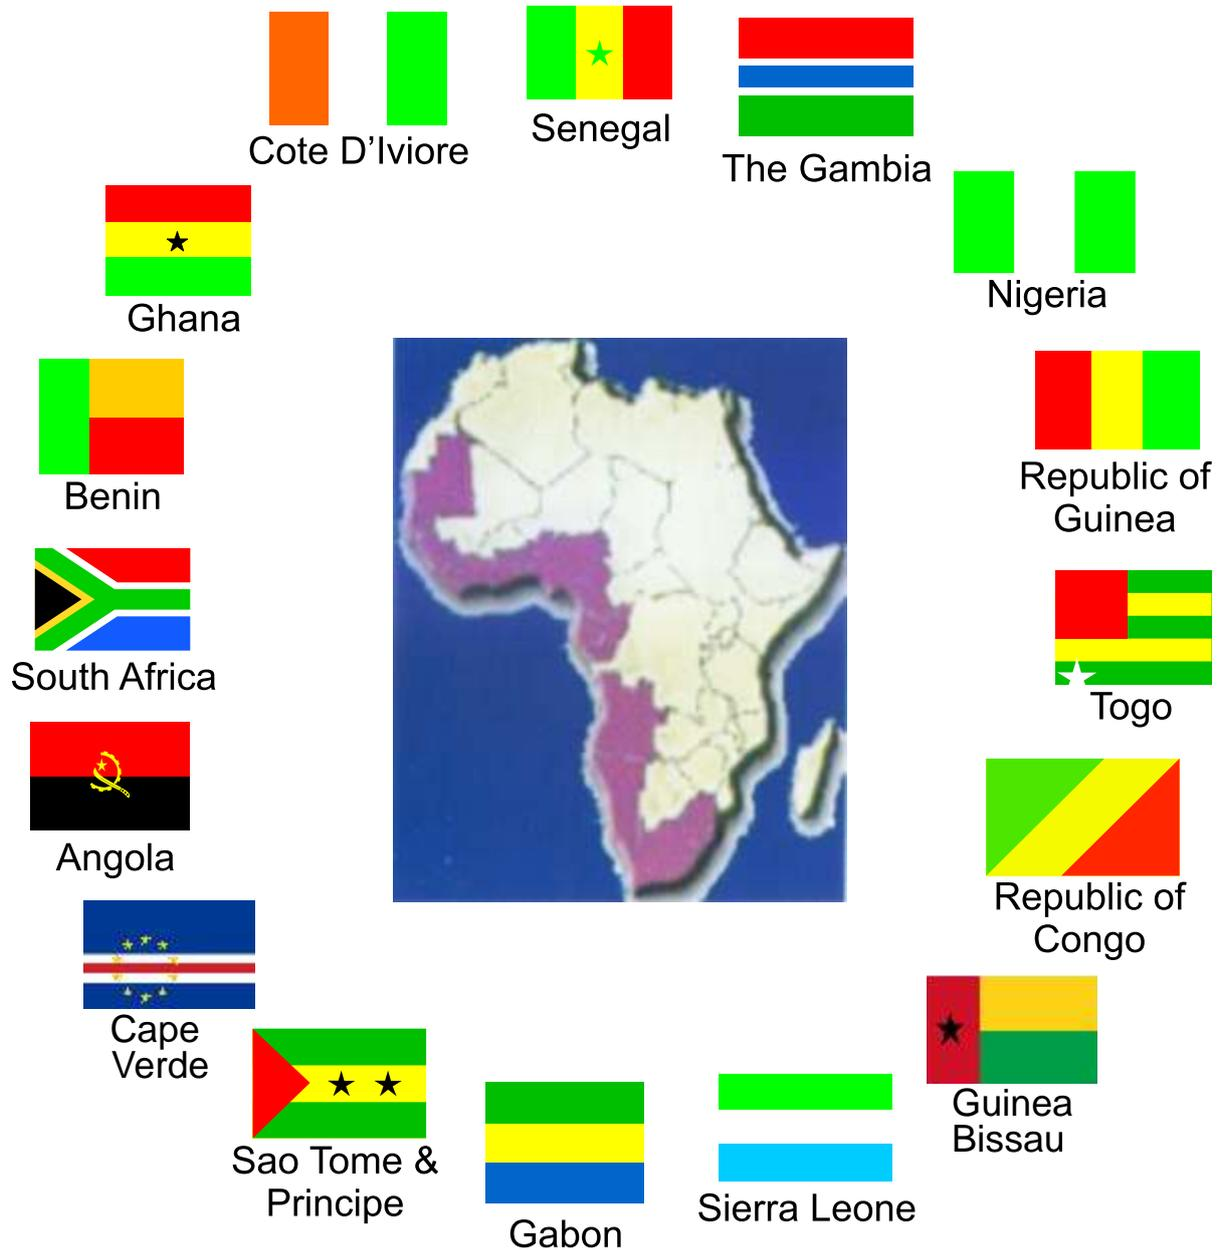 Senegal
Cote D’Iviore
The Gambia
Nigeria
Ghana
Republic of
Guinea
Benin
South Africa
Togo
Angola
Republic of
Congo
Cape
Verde
Guinea
Bissau
Sao Tome &
Principe
Sierra Leone
Gabon